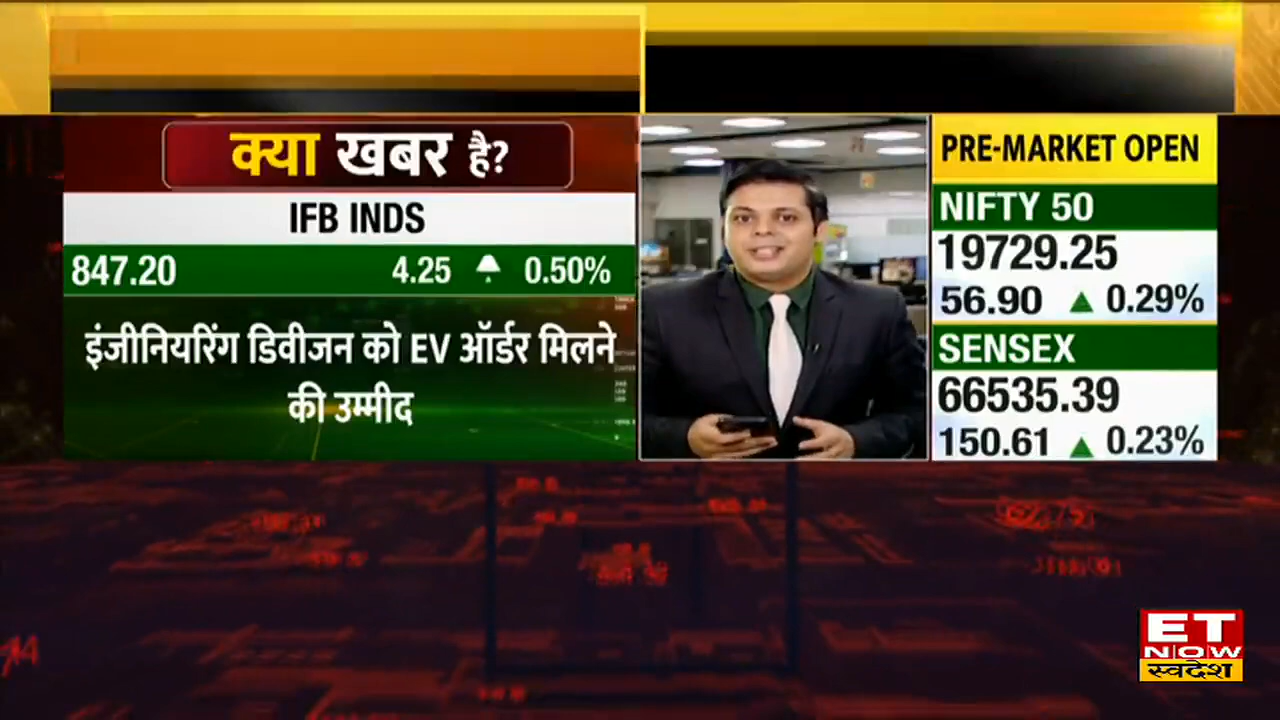 क्या खबर है?
IFB INDS
847.20 4.25 0.50%
इंजीनियरिंग डिवीजन को EV ऑर्डर मिलने
की उम्मीद
PRE-MARKET OPEN
NIFTY 50
19729.25
56.90 ▲ 0.29%
SENSEX
66535.39
150.61 ▲ 0.23%
ET
NOW
स्वदेश